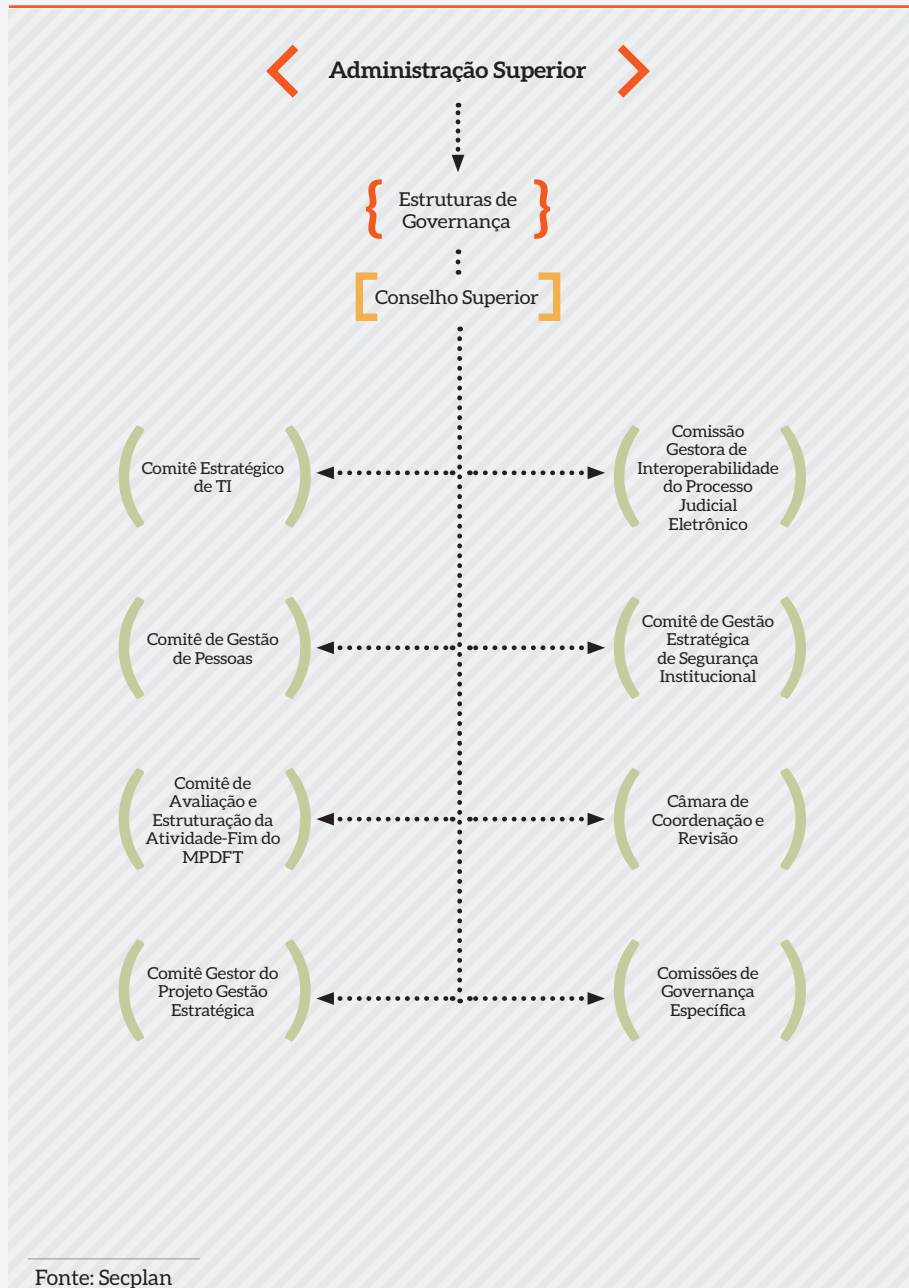 Administração Superior
Estruturas de
Governança
Conselho Superior
Comitê Estratégico
de TI
Comissão
Gestora de
Interoperabilidade
do Processo
Judicial
Eletrônico
Comitê de Gestão
de Pessoas
Comitê de Gestão
Estratégica
de Segurança
Institucional
Comitê de
Avaliação e
Estruturação da
Atividade-Fim do
MPDFT
Câmara de
Coordenação e
Revisão
Comitê Gestor do
Projeto Gestão
Estratégica
Comissões de
Governança
Específica
Fonte: Secplan